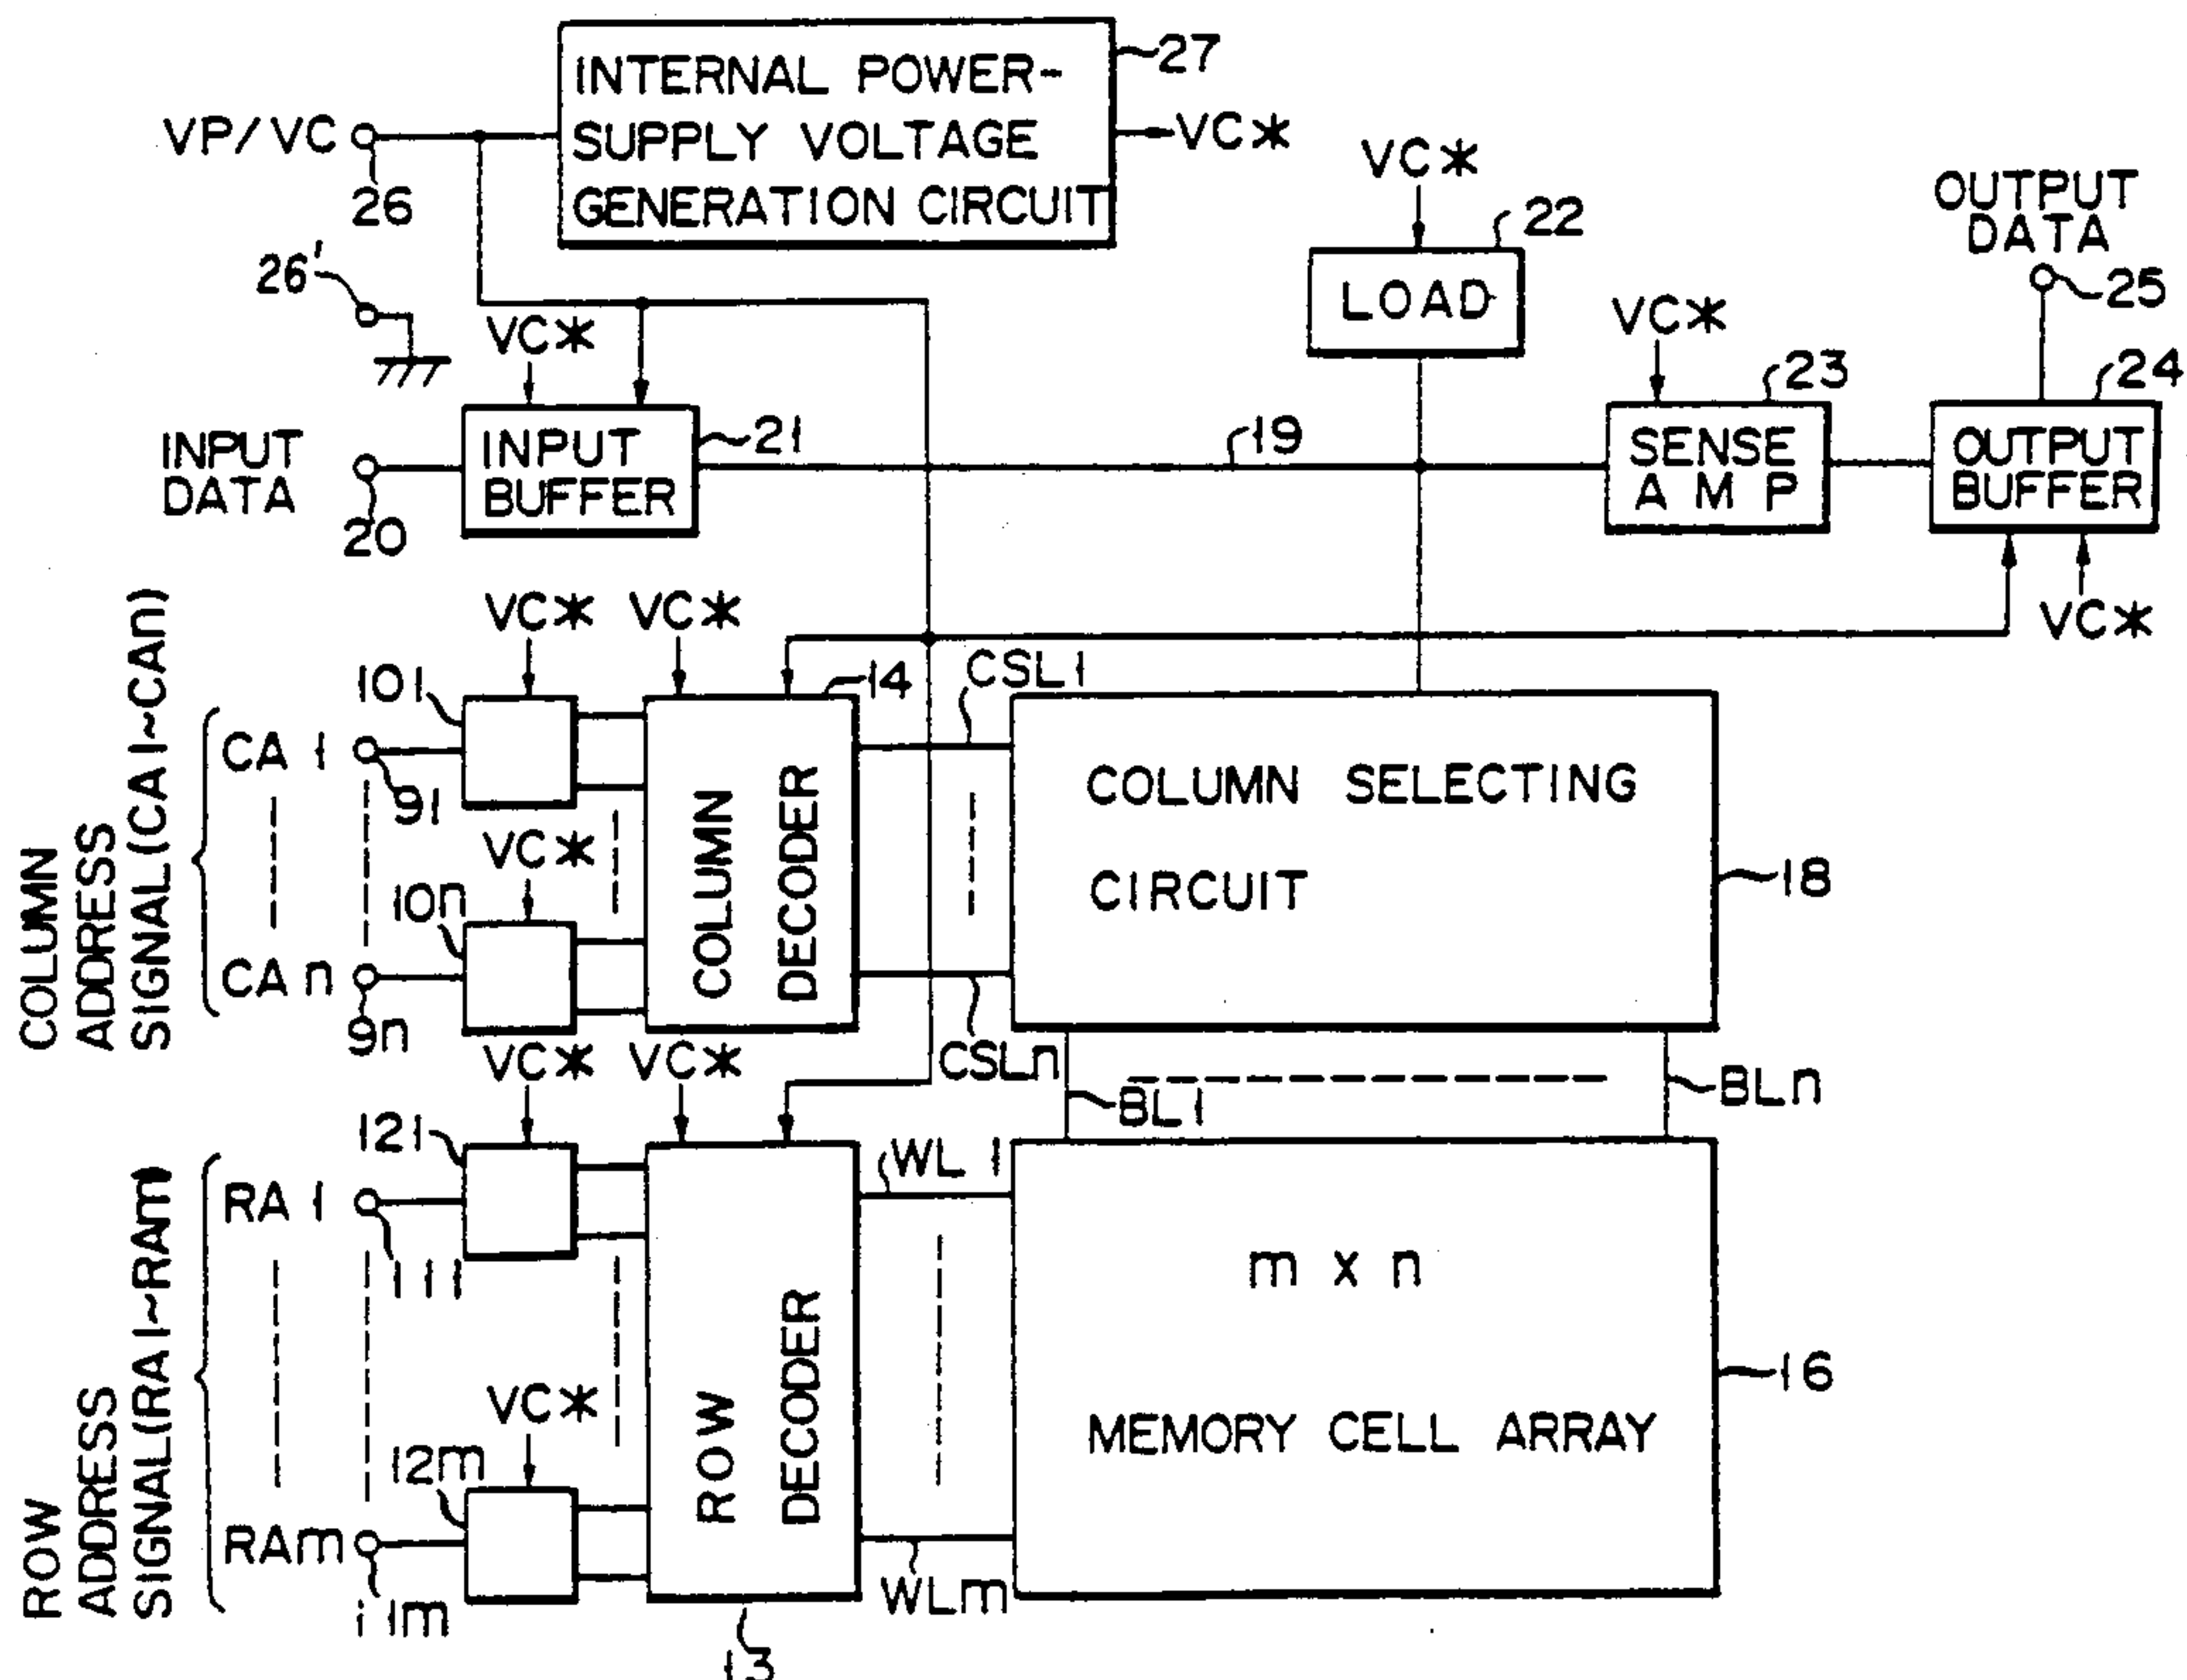 INTERNAL POWER-
SUPPLY VOLTAGE
GENERATION CIRCUIT
27
VP/VC
26
VC*
26'
VC*
22
LOAD
OUTPUT
DATA
25
VC*
INPUT
DATA
20
INPUT
BUFFER
21
19
VC*
23
SENSE
AMP
24
OUTPUT
BUFFER
VC*
COLUMN
ADDRESS
SIGNAL(CA1~CAn)
CA1
91
CAn
9n
101
VC*
10n
VC*
VC*
14
COLUMN
DECODER
CSL1
CSLn
COLUMN SELECTING
CIRCUIT
18
BL1
BLn
ROW
ADDRESS
SIGNAL(RA1~RAm)
RA1
111
RAm
11m
121
VC*
12m
VC*
VC*
ROW
DECODER
13
WL1
WLm
m x n
MEMORY CELL ARRAY
16